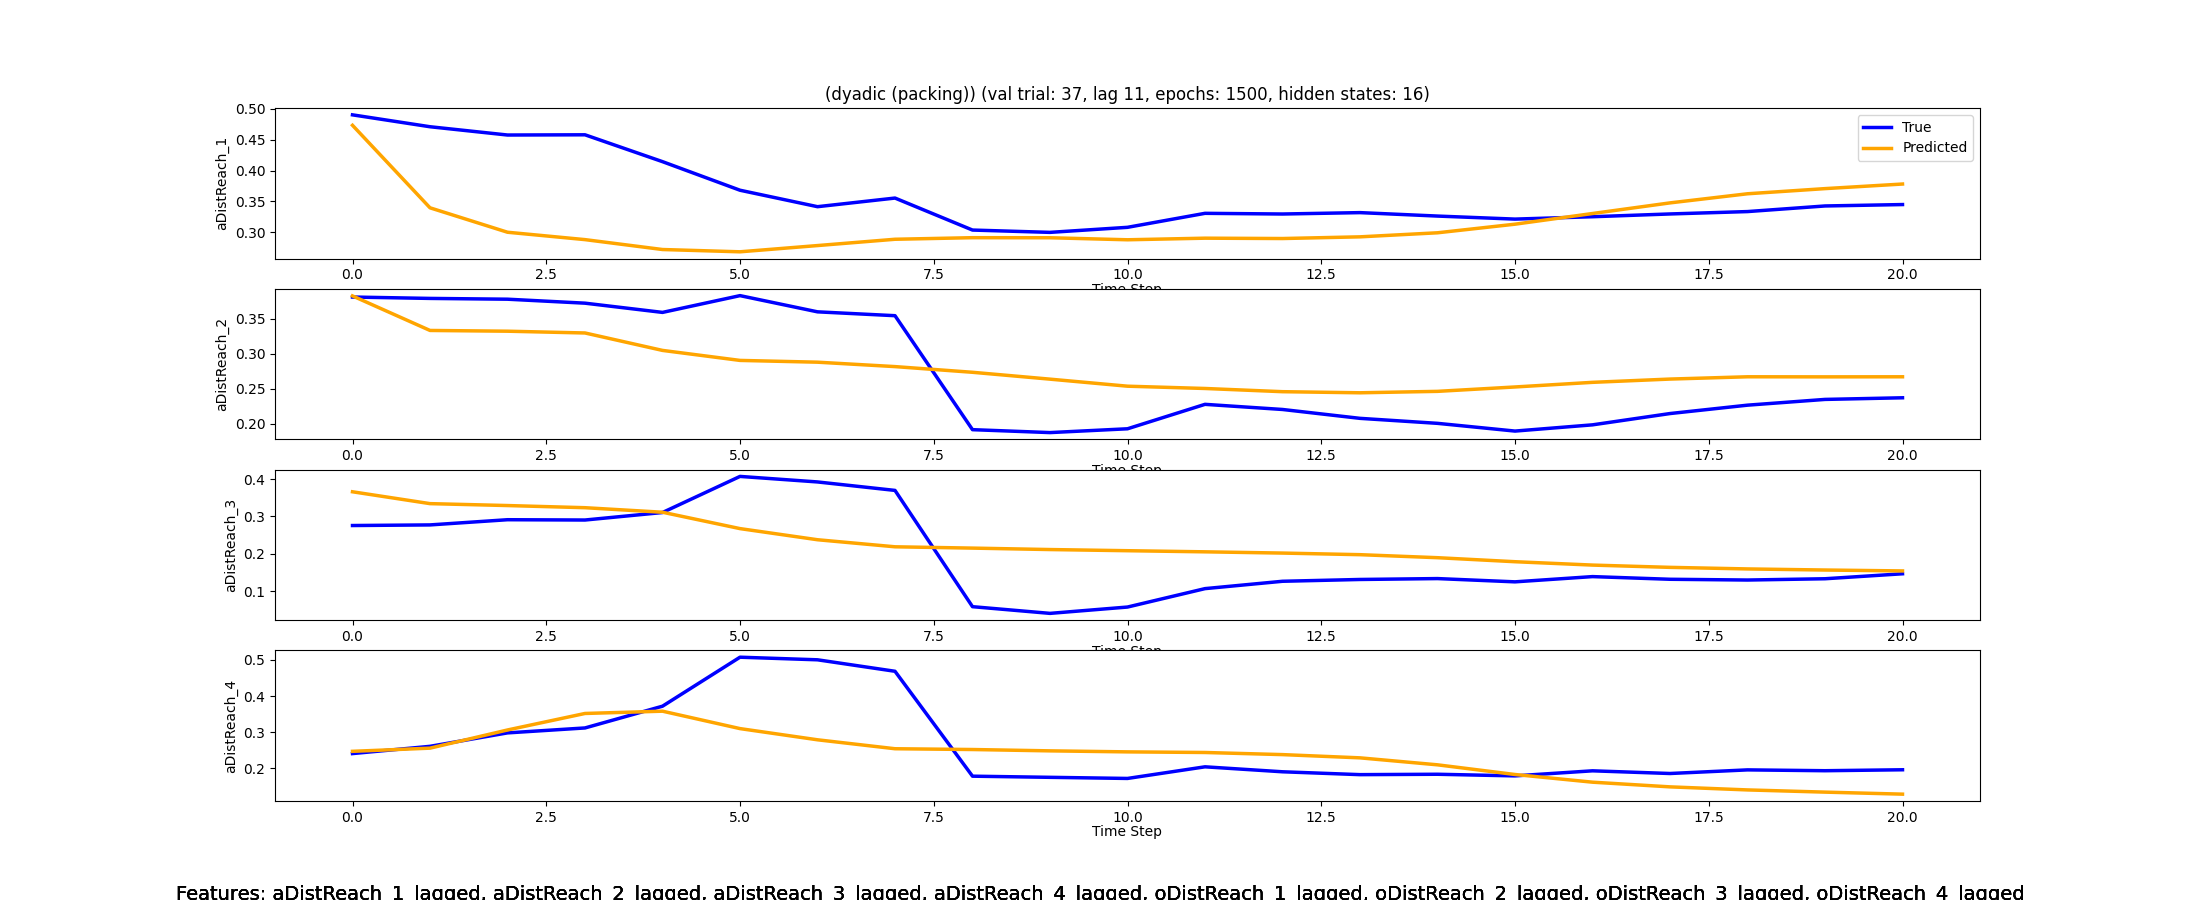 (dyadic (packing)) (val trial: 37, lag 11, epochs: 1500, hidden states: 16)
True
Predicted
aDistReach_1
0.50
0.45
0.40
0.35
0.30
0.0 2.5 5.0 7.5 10.0 12.5 15.0 17.5 20.0
Time Step
aDistReach_2
0.35
0.30
0.25
0.20
0.0 2.5 5.0 7.5 10.0 12.5 15.0 17.5 20.0
Time Step
aDistReach_3
0.4
0.3
0.2
0.1
0.0 2.5 5.0 7.5 10.0 12.5 15.0 17.5 20.0
Time Step
aDistReach_4
0.5
0.4
0.3
0.2
0.0 2.5 5.0 7.5 10.0 12.5 15.0 17.5 20.0
Time Step
Features: aDistReach_1_lagged, aDistReach_2_lagged, aDistReach_3_lagged, aDistReach_4_lagged, oDistReach_1_lagged, oDistReach_2_lagged, oDistReach_3_lagged, oDistReach_4_lagged